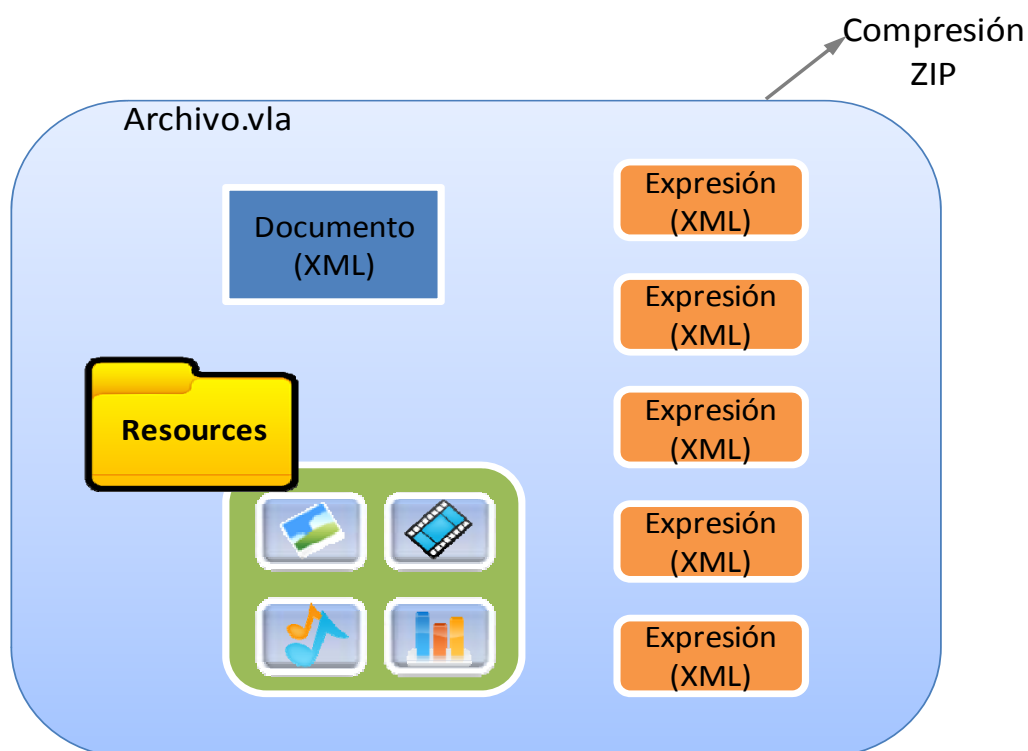 Compresión
ZIP
Archivo.vla
Documento
(XML)
Resources
Expresión
(XML)
Expresión
(XML)
Expresión
(XML)
Expresión
(XML)
Expresión
(XML)